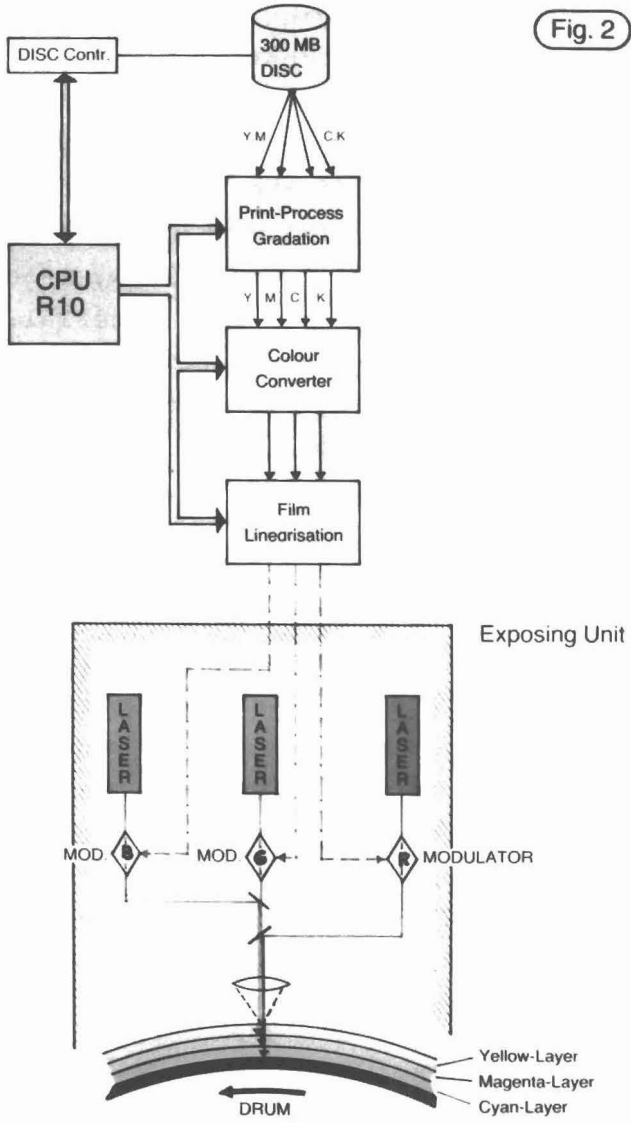 Fig. 2
DISC Contr.
300 MB
DISC
Y.M
C.K
Print-Process
Gradation
CPU
R10
Y
M
C
K
Colour
Converter
Film
Linearisation
Exposing Unit
LASER
LASER
LASER
MOD.
B
MOD.
G
R
MODULATOR
Yellow-Layer
Magenta-Layer
Cyan-Layer
DRUM